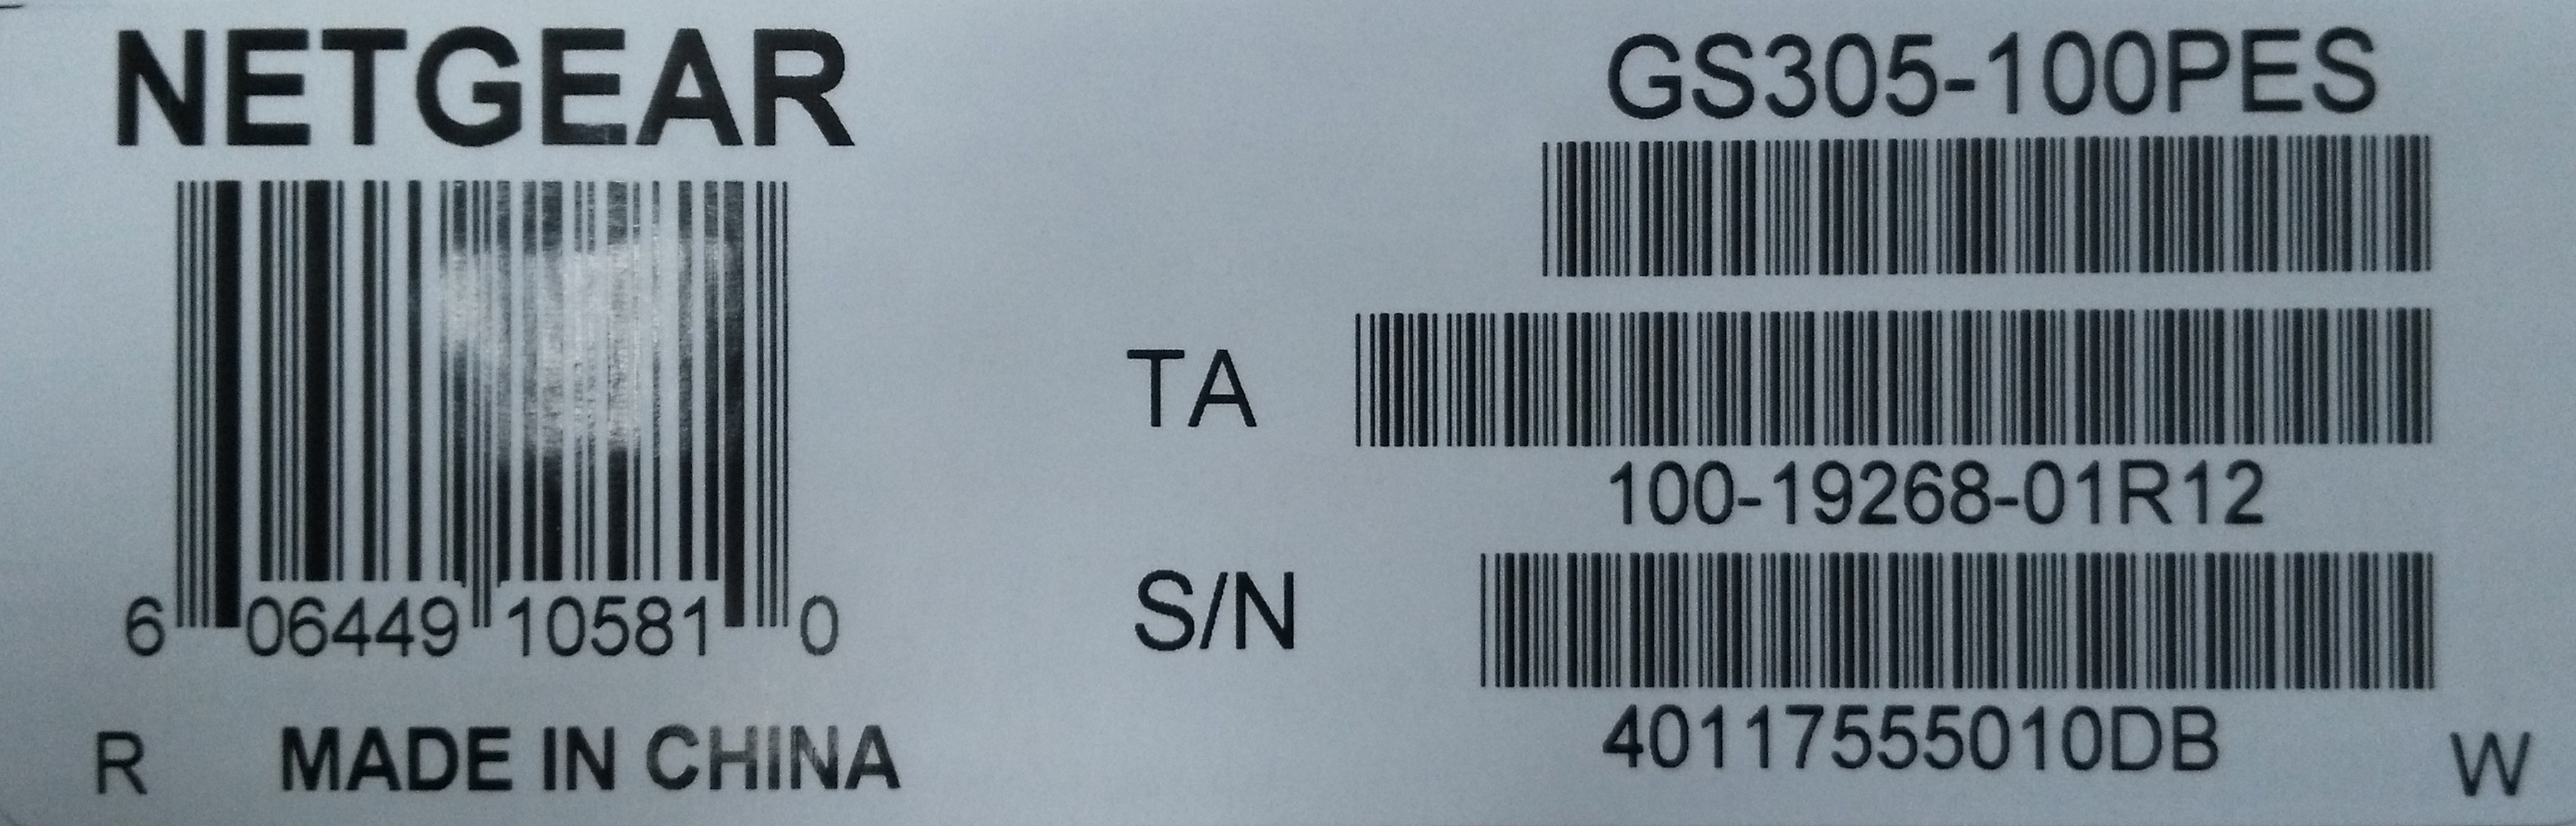 NETGEAR
6 06449 10581 0
R MADE IN CHINA
GS305-100PES
TA
100-19268-01R12
S/N
40117555010DB
W